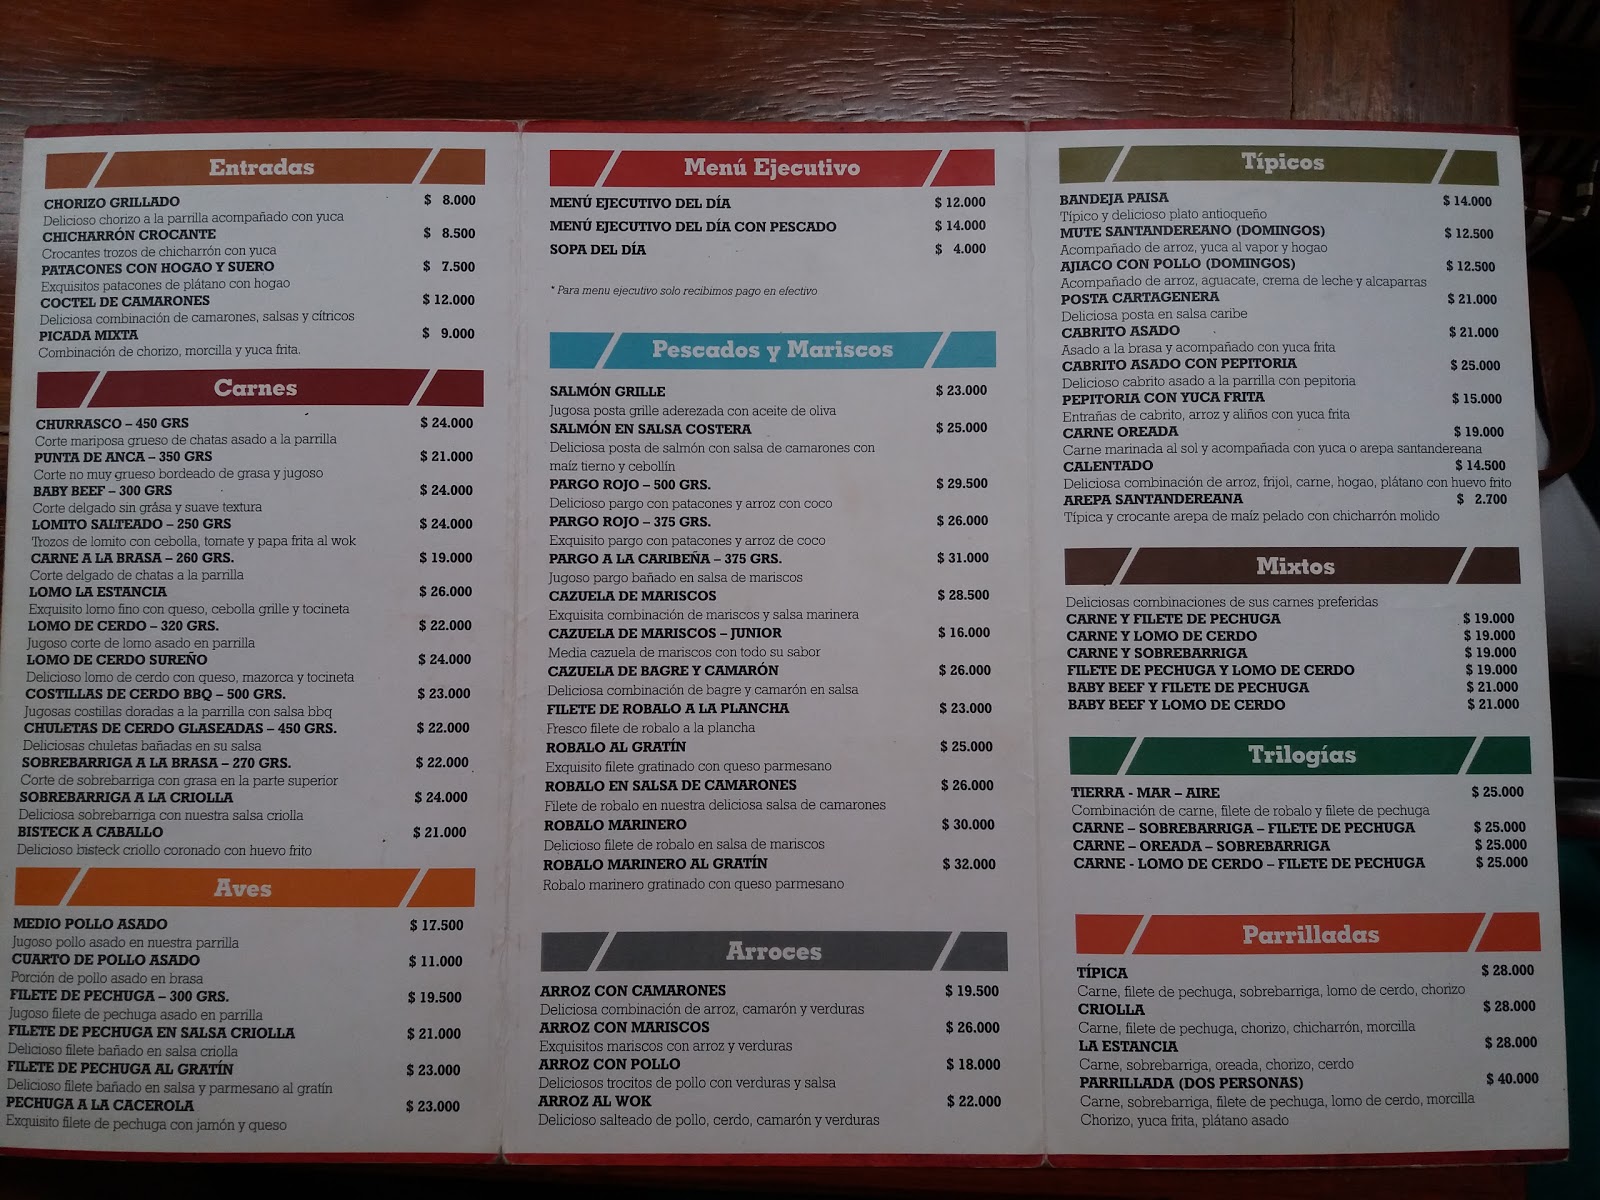 Entradas
CHORIZO GRILLADO $ 8.000
Delicioso chorizo a la parrilla acompañado con yuca
CHICHARRÓN CROCANTE $ 8.500
Crocantes trozos de chicharrón con yuca
PATACONES CON HOGAO Y SUERO $ 7.500
Exquisitos patacones de plátano con hogao
COCTEL DE CAMARONES $ 12.000
Deliciosa combinación de camarones, salsas y cítricos
PICADA MIXTA $ 9.000
Combinación de chorizo, morcilla y yuca frita.
Carnes
CHURRASCO – 450 GRS $ 24.000
Corte mariposa grueso de chatas asado a la parrilla
PUNTA DE ANCA – 350 GRS $ 21.000
Corte no muy grueso bordeado de grasa y jugoso
BABY BEEF – 300 GRS $ 24.000
Corte delgado sin grasa y suave textura
LOMITO SALTEADO – 250 GRS $ 24.000
Trozos de lomito con cebolla, tomate y papa frita al wok
CARNE A LA BRASA – 260 GRS. $ 19.000
Corte delgado de chatas a la parrilla
LOMO LA ESTANCIA $ 26.000
Exquisito lomo fino con queso, cebolla grille y tocineta
LOMO DE CERDO – 320 GRS. $ 22.000
Jugoso corte de lomo asado en parrilla
LOMO DE CERDO SUREÑO $ 24.000
Delicioso lomo de cerdo con queso, mazorca y tocineta
COSTILLAS DE CERDO BBQ – 500 GRS. $ 23.000
Jugosas costillas doradas a la parrilla con salsa bbq
CHULETAS DE CERDO GLASEADAS – 450 GRS. $ 22.000
Deliciosas chuletas bañadas en su salsa
SOBREBARRIGA A LA BRASA – 270 GRS. $ 22.000
Corte de sobrebarriga con grasa en la parte superior
SOBREBARRIGA A LA CRIOLLA $ 24.000
Deliciosa sobrebarriga con nuestra salsa criolla
BISTECK A CABALLO $ 21.000
Delicioso bisteck criollo coronado con huevo frito
Aves
MEDIO POLLO ASADO $ 17.500
Jugoso pollo asado en nuestra parrilla
CUARTO DE POLLO ASADO $ 11.000
Porción de pollo asado en brasa
FILETE DE PECHUGA – 300 GRS. $ 19.500
Jugoso filete de pechuga asado en parrilla
FILETE DE PECHUGA EN SALSA CRIOLLA $ 21.000
Delicioso filete bañado en salsa criolla
FILETE DE PECHUGA AL GRATÍN $ 23.000
Delicioso filete bañado en salsa y parmesano al gratín
PECHUGA A LA CACEROLA $ 23.000
Exquisito filete de pechuga con jamón y queso
Menú Ejecutivo
MENÚ EJECUTIVO DEL DÍA $ 12.000
MENÚ EJECUTIVO DEL DÍA CON PESCADO $ 14.000
SOPA DEL DÍA $ 4.000
* Para menu ejecutivo solo recibimos pago en efectivo
Pescados y Mariscos
SALMÓN GRILLE $ 23.000
Jugosa posta grille aderezada con aceite de oliva
SALMÓN EN SALSA COSTERA $ 25.000
Deliciosa posta de salmón con salsa de camarones con
maíz tierno y cebollín
PARGO ROJO – 500 GRS. $ 29.500
Delicioso pargo con patacones y arroz con coco
PARGO ROJO – 375 GRS. $ 26.000
Exquisito pargo con patacones y arroz de coco
PARGO A LA CARIBEÑA – 375 GRS. $ 31.000
Jugoso pargo bañado en salsa de mariscos
CAZUELA DE MARISCOS $ 28.500
Exquisita combinación de mariscos y salsa marinera
CAZUELA DE MARISCOS – JUNIOR $ 16.000
Media cazuela de mariscos con todo su sabor
CAZUELA DE BAGRE Y CAMARÓN $ 26.000
Deliciosa combinación de bagre y camarón en salsa
FILETE DE ROBALO A LA PLANCHA $ 23.000
Fresco filete de robalo a la plancha
ROBALO AL GRATÍN $ 25.000
Exquisito filete gratinado con queso parmesano
ROBALO EN SALSA DE CAMARONES $ 26.000
Filete de robalo en nuestra deliciosa salsa de camarones
ROBALO MARINERO $ 30.000
Delicioso filete de robalo en salsa de mariscos
ROBALO MARINERO AL GRATÍN $ 32.000
Robalo marinero gratinado con queso parmesano
Arroces
ARROZ CON CAMARONES $ 19.500
Deliciosa combinación de arroz, camarón y verduras
ARROZ CON MARISCOS $ 26.000
Exquisitos mariscos con arroz y verduras
ARROZ CON POLLO $ 18.000
Deliciosos trocitos de pollo con verduras y salsa
ARROZ AL WOK $ 22.000
Delicioso salteado de pollo, cerdo, camarón y verduras
Típicos
BANDEJA PAISA $ 14.000
Típico y delicioso plato antioqueño
MUTE SANTANDEREANO (DOMINGOS) $ 12.500
Acompañado de arroz, yuca al vapor y hogao
AJIACO CON POLLO (DOMINGOS) $ 12.500
Acompañado de arroz, aguacate, crema de leche y alcaparras
POSTA CARTAGENERA $ 21.000
Deliciosa posta en salsa caribe
CABRITO ASADO $ 21.000
Asado a la brasa y acompañado con yuca frita
CABRITO ASADO CON PEPITORIA $ 25.000
Delicioso cabrito asado a la parrilla con pepitoria
PEPITORIA CON YUCA FRITA $ 15.000
Entrañas de cabrito, arroz y aliños con yuca frita
CARNE OREADA $ 19.000
Carne marinada al sol y acompañada con yuca o arepa santandereana
CALENTADO $ 14.500
Deliciosa combinación de arroz, frijol, carne, hogao, plátano con huevo frito
AREPA SANTANDEREANA $ 2.700
Típica y crocante arepa de maíz pelado con chicharrón molido
Mixtos
Deliciosas combinaciones de sus carnes preferidas
CARNE Y FILETE DE PECHUGA $ 19.000
CARNE Y LOMO DE CERDO $ 19.000
CARNE Y SOBREBARRIGA $ 19.000
FILETE DE PECHUGA Y LOMO DE CERDO $ 19.000
BABY BEEF Y FILETE DE PECHUGA $ 21.000
BABY BEEF Y LOMO DE CERDO $ 21.000
Trilogías
TIERRA - MAR – AIRE $ 25.000
Combinación de carne, filete de robalo y filete de pechuga
CARNE – SOBREBARRIGA – FILETE DE PECHUGA $ 25.000
CARNE – OREADA – SOBREBARRIGA $ 25.000
CARNE - LOMO DE CERDO – FILETE DE PECHUGA $ 25.000
Parrilladas
TÍPICA $ 28.000
Carne, filete de pechuga, sobrebarriga, lomo de cerdo, chorizo
CRIOLLA $ 28.000
Carne, filete de pechuga, chorizo, chicharrón, morcilla
LA ESTANCIA $ 28.000
Carne, sobrebarriga, oreada, chorizo, cerdo
PARRILLADA (DOS PERSONAS) $ 40.000
Carne, sobrebarriga, filete de pechuga, lomo de cerdo, morcilla
Chorizo, yuca frita, plátano asado